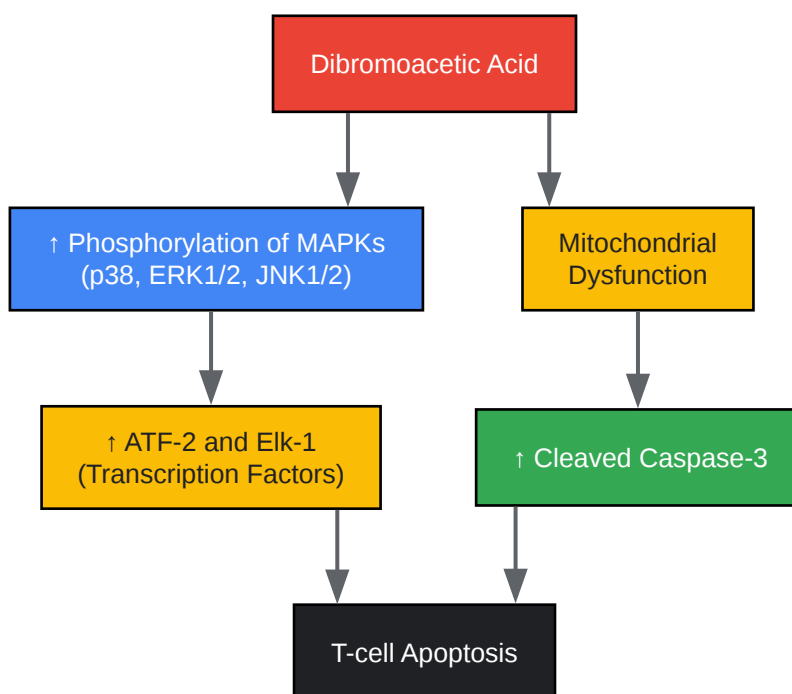 Dibromoacetic Acid
↑ Phosphorylation of MAPKs
(p38, ERK1/2, JNK1/2)
Mitochondrial
Dysfunction
↑ ATF-2 and Elk-1
(Transcription Factors)
↑ Cleaved Caspase-3
T-cell Apoptosis